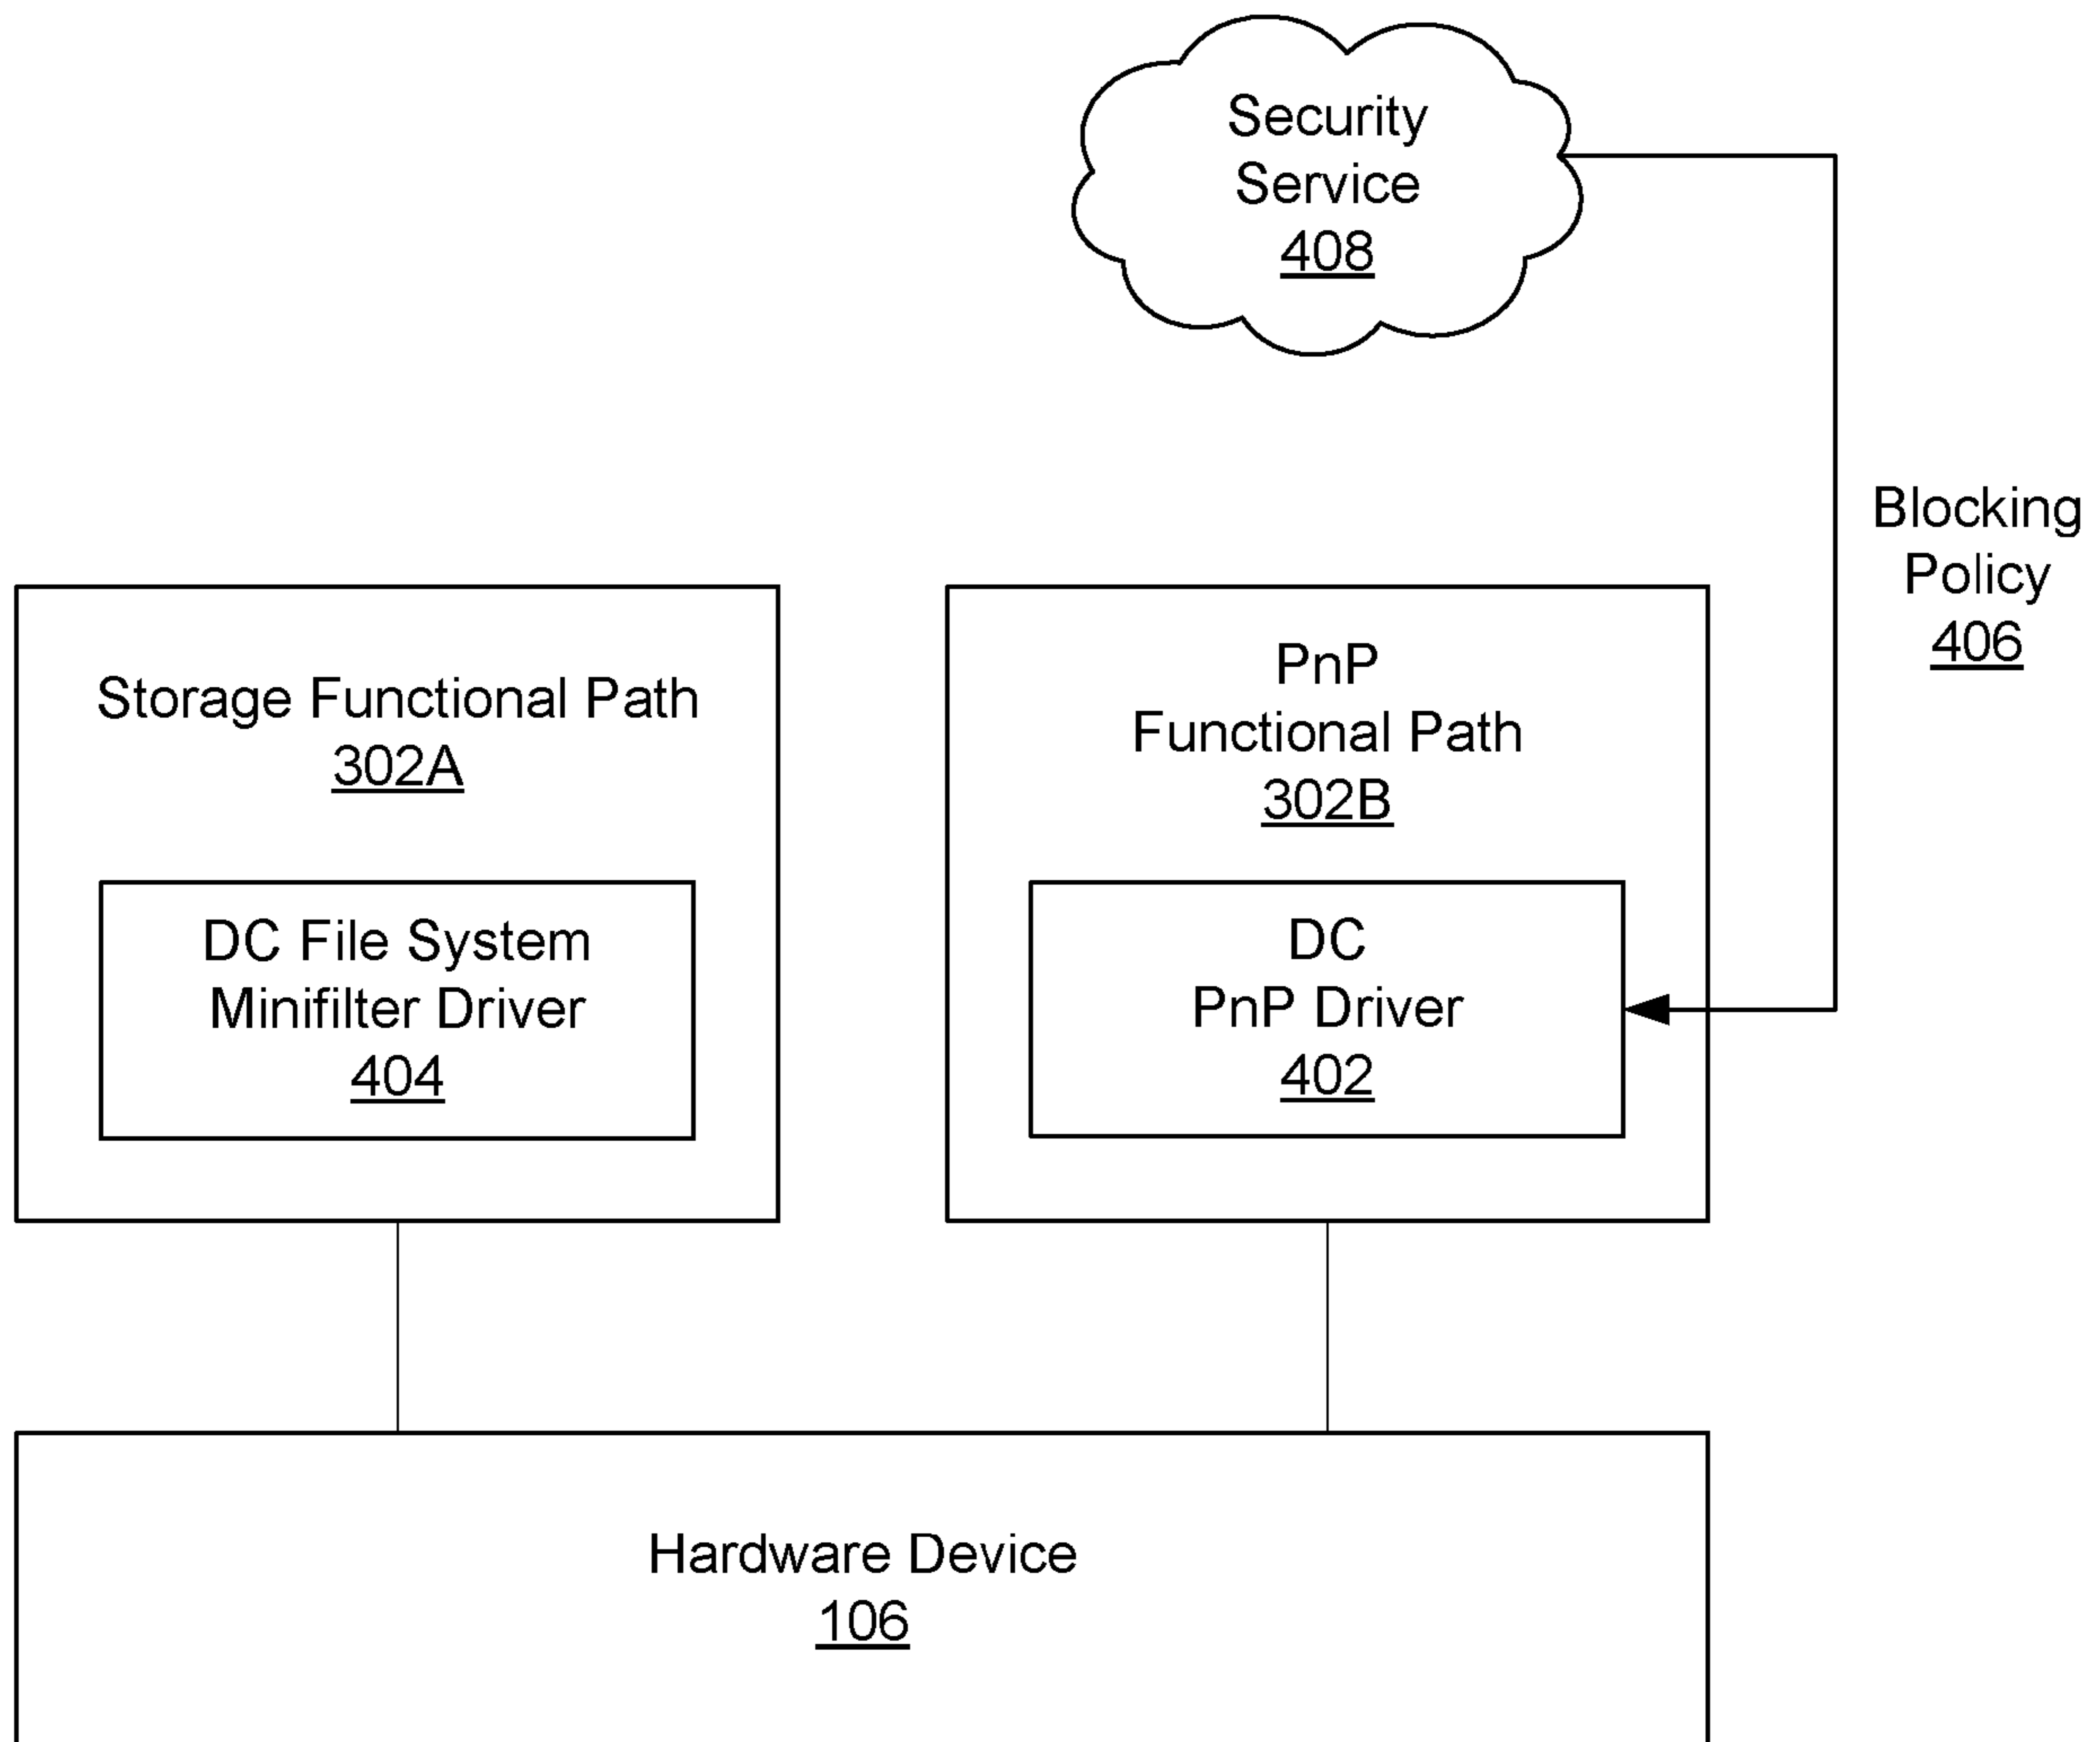 Security
Service
408
Blocking
Policy
406
Storage Functional Path
302A
PnP
Functional Path
302B
DC File System
Minifilter Driver
404
DC
PnP Driver
402
Hardware Device
106